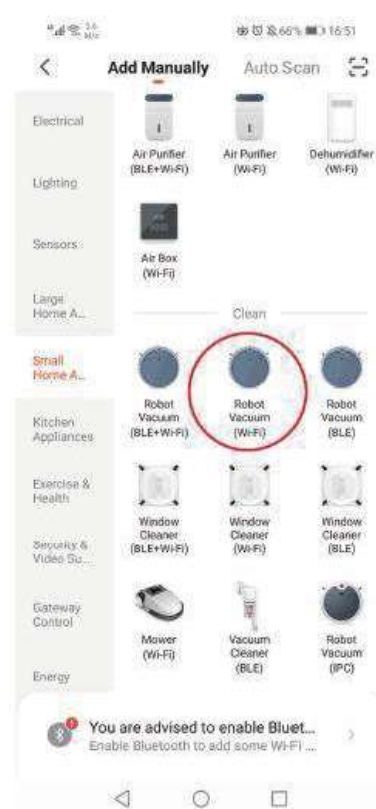 66% 16:51
Add Manually Auto Scan
Electrical
Lighting
Sensors
Large
Home A...
Small
Home A...
Kitchen
Appliances
Exercise &
Health
Security &
Video Su...
Gateway
Control
Energy
Air Purifier
(BLE+Wi-Fi)
Air Purifier
(Wi-Fi)
Dehumidifier
(Wi-Fi)
Air Box
(Wi-Fi)
Clean
Robot
Vacuum
(BLE+Wi-Fi)
Robot
Vacuum
(Wi-Fi)
Robot
Vacuum
(BLE)
Window
Cleaner
(BLE+Wi-Fi)
Window
Cleaner
(Wi-Fi)
Window
Cleaner
(BLE)
Mower
(Wi-Fi)
Vacuum
Cleaner
(BLE)
Robot
Vacuum
(IPC)
You are advised to enable Bluet...
Enable Bluetooth to add some Wi-Fi ...